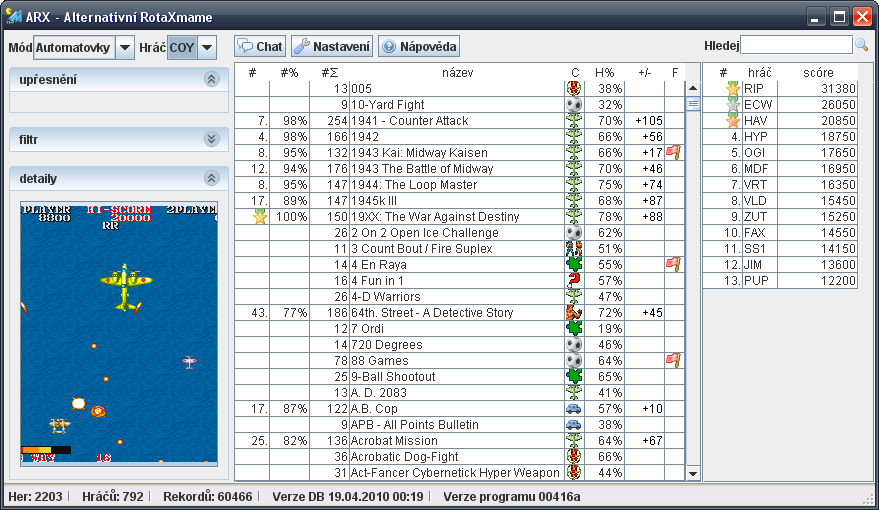 ARX - Alternativní RotaXmame
Mód Automatovky Hráč COY Chat Nastavení Nápověda Hledej
upřesnění
filtr
detaily
PLAYER HI-SCORE 2PLAYE
8800 20000 00
RR
# #% #Σ název C H% +/- F
13 005 38%
9 10-Yard Fight 32%
7. 98% 254 1941 - Counter Attack 70% +105
4. 98% 166 1942 66% +56
8. 95% 132 1943 Kai: Midway Kaisen 66% +17
12. 94% 176 1943 The Battle of Midway 70% +46
8. 95% 147 1944: The Loop Master 75% +74
17. 89% 147 1945k III 68% +87
100% 150 19XX: The War Against Destiny 78% +88
26 2 On 2 Open Ice Challenge 62%
11 3 Count Bout / Fire Suplex 51%
14 4 En Raya 55%
16 4 Fun in 1 57%
26 4-D Warriors 47%
43. 77% 186 64th. Street - A Detective Story 72% +45
12 7 Ordi 19%
14 720 Degrees 46%
78 88 Games 64%
25 9-Ball Shootout 65%
13 A. D. 2083 41%
17. 87% 122 A.B. Cop 57% +10
9 APB - All Points Bulletin 38%
25. 82% 136 Acrobat Mission 64% +67
36 Acrobatic Dog-Fight 66%
31 Act-Fancer Cybernetick Hyper Weapon 44%
# hráč scóre
RIP 31380
ECW 26050
HAV 20850
4. HYP 18750
5. OGI 17650
6. MDF 16950
7. VRT 16350
8. VLD 15450
9. ZUT 15250
10. FAX 14550
11. SS1 14150
12. JIM 13600
13. PUP 12200
Her: 2203 Hráčů: 792 Rekordů: 60466 Verze DB 19.04.2010 00:19 Verze programu 00416a